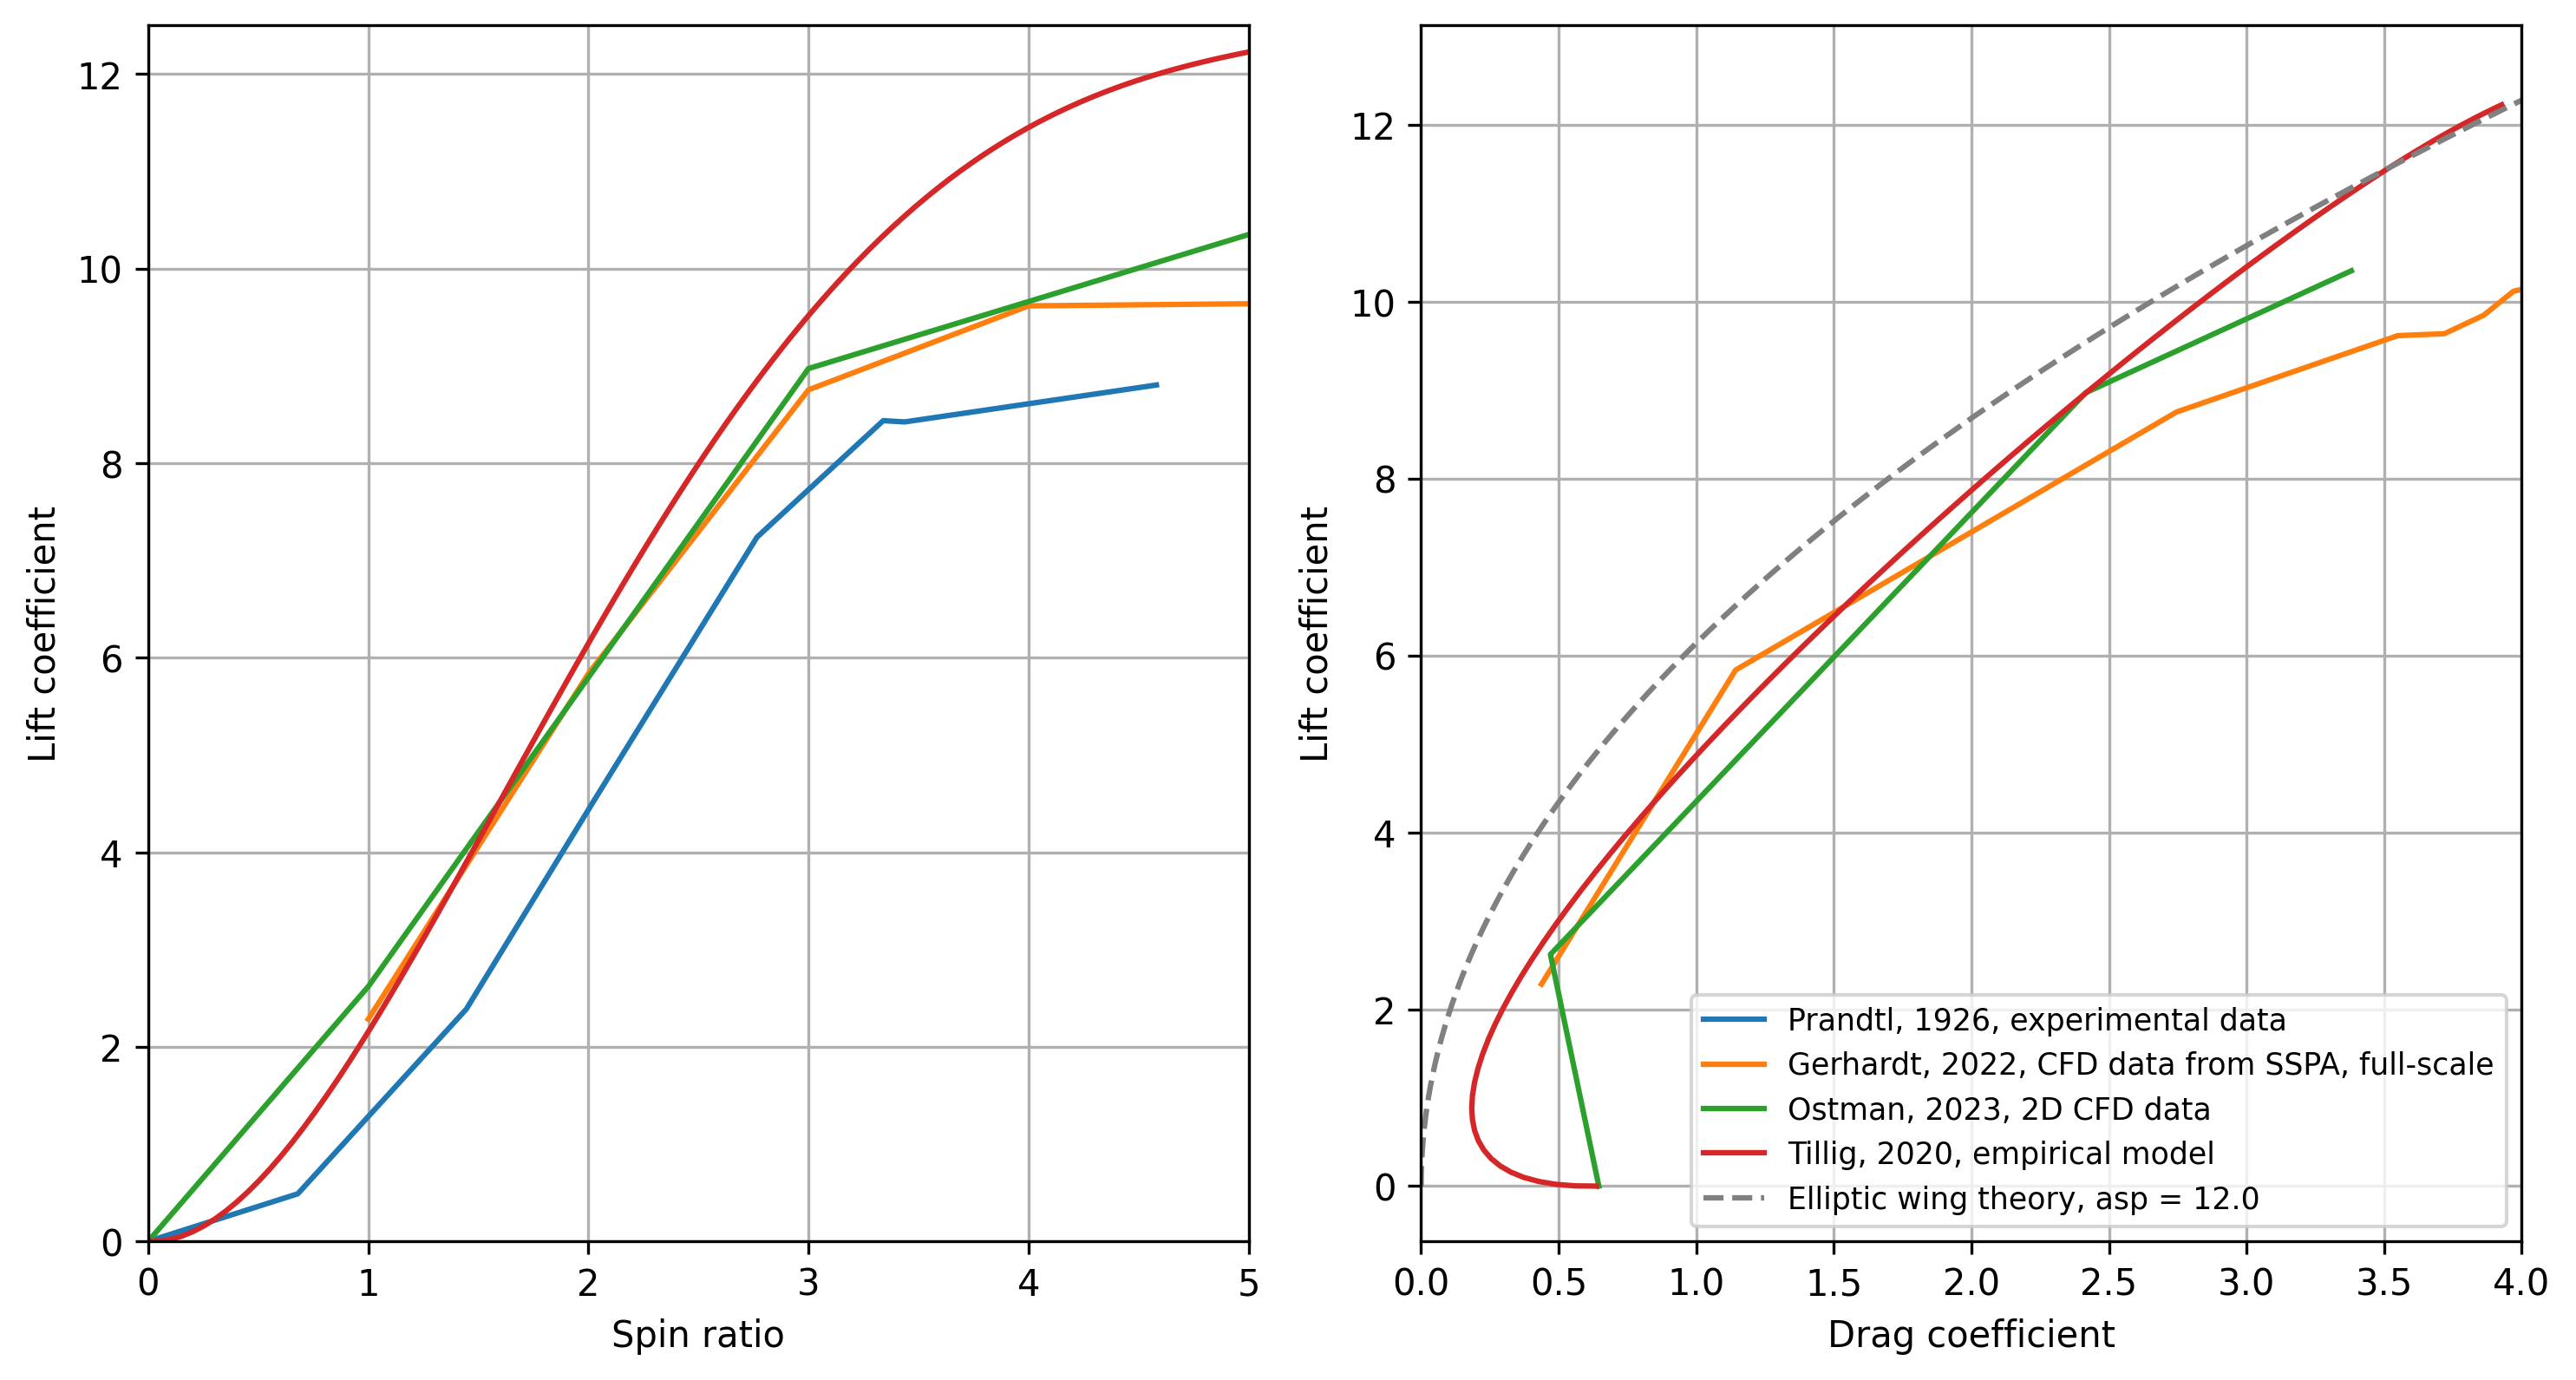 12
10
8
6
4
2
0
Lift coefficient
0 1 2 3 4 5
Spin ratio
12
10
8
6
4
2
0
Lift coefficient
Prandtl, 1926, experimental data
Gerhardt, 2022, CFD data from SSPA, full-scale
Ostman, 2023, 2D CFD data
Tillig, 2020, empirical model
Elliptic wing theory, asp = 12.0
0.0 0.5 1.0 1.5 2.0 2.5 3.0 3.5 4.0
Drag coefficient